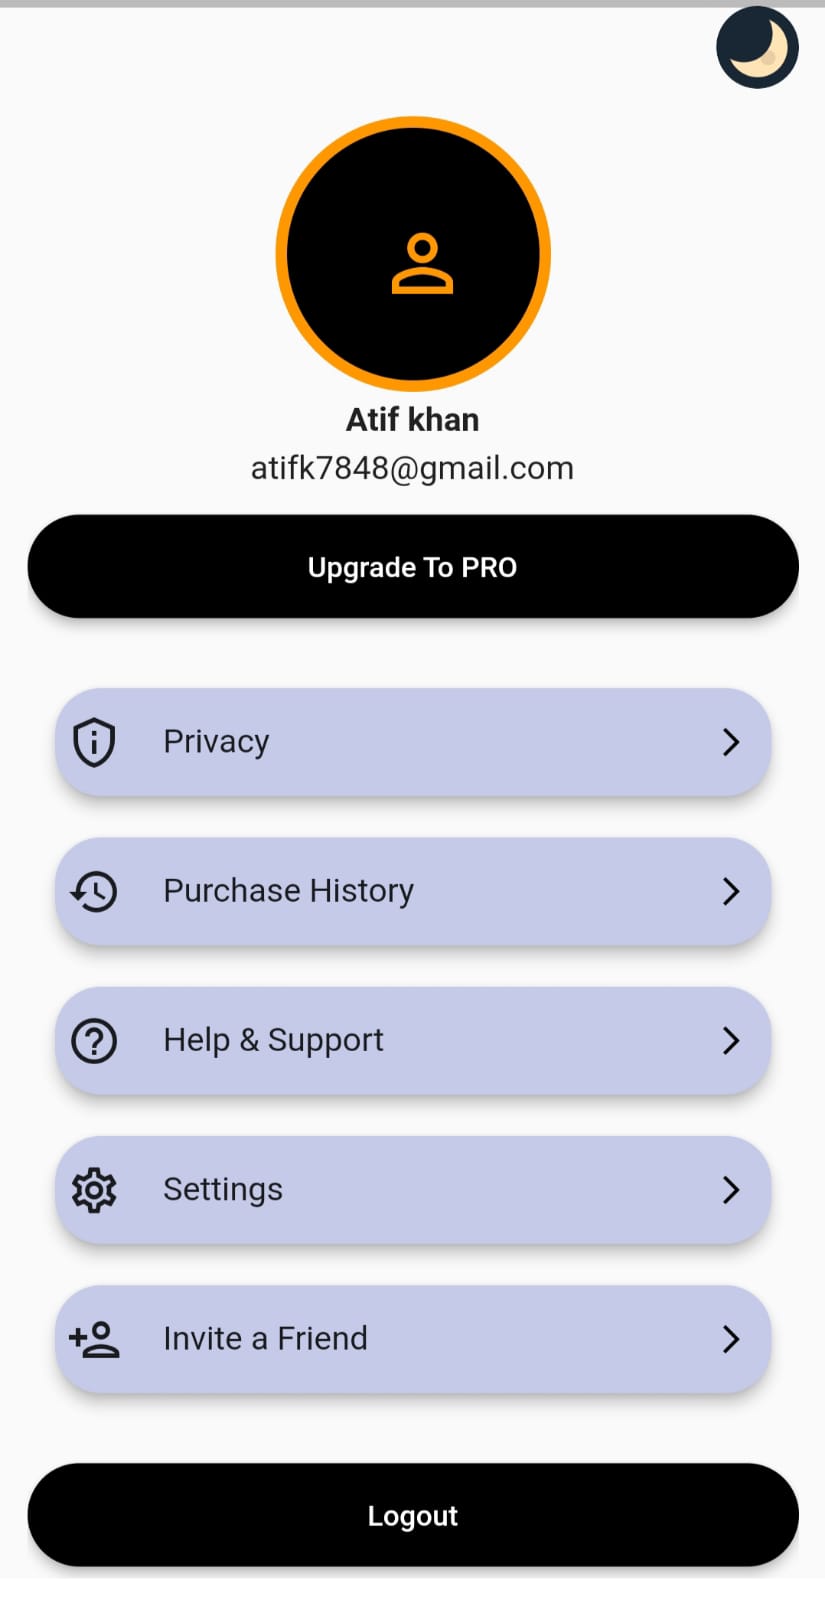 Atif khan
atifk7848@gmail.com
Upgrade To PRO
Privacy
Purchase History
Help & Support
Settings
Invite a Friend
Logout